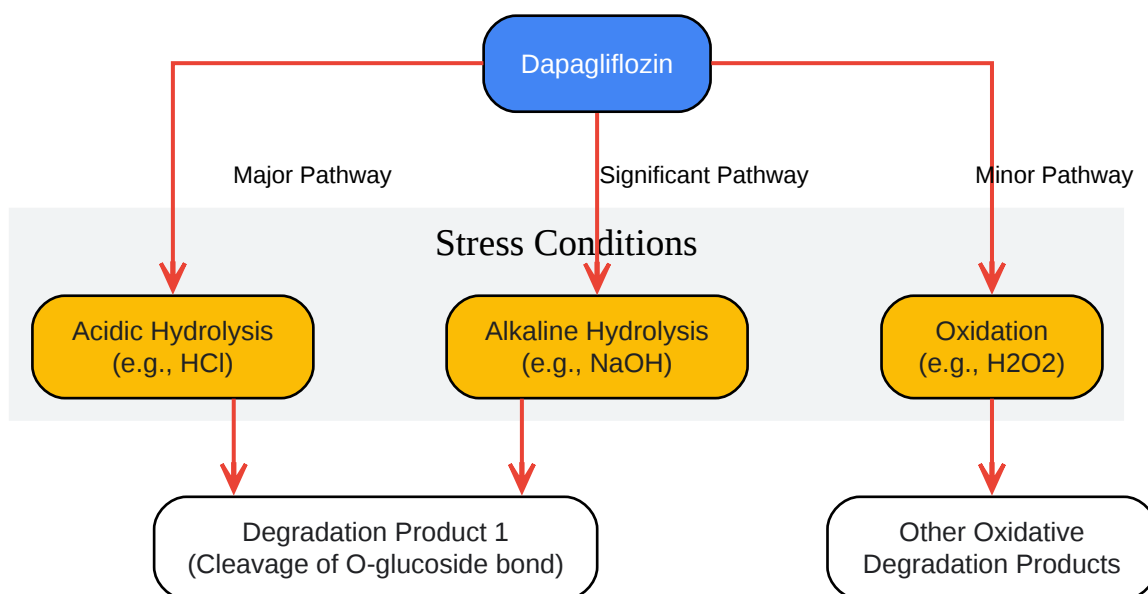 Dapagliflozin
Major Pathway
Significant Pathway
Minor Pathway
Stress Conditions
Acidic Hydrolysis
(e.g., HCl)
Alkaline Hydrolysis
(e.g., NaOH)
Oxidation
(e.g., H2O2)
Degradation Product 1
(Cleavage of O-glucoside bond)
Other Oxidative
Degradation Products